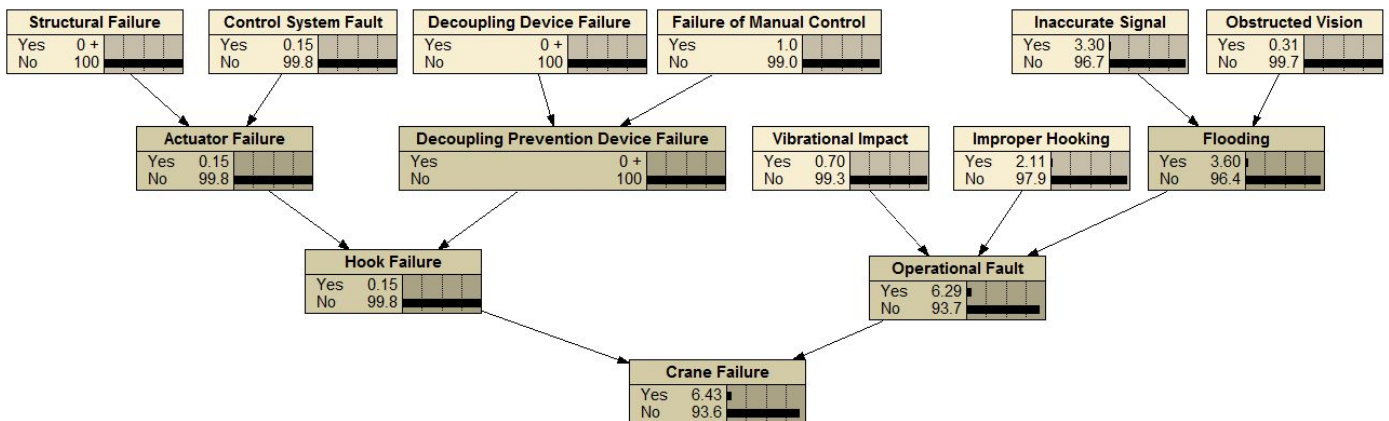 Structural Failure
Yes 0 +
No 100
Control System Fault
Yes 0.15
No 99.8
Decoupling Device Failure
Yes 0 +
No 100
Failure of Manual Control
Yes 1.0
No 99.0
Inaccurate Signal
Yes 3.30
No 96.7
Obstructed Vision
Yes 0.31
No 99.7
Actuator Failure
Yes 0.15
No 99.8
Decoupling Prevention Device Failure
Yes 0 +
No 100
Vibrational Impact
Yes 0.70
No 99.3
Improper Hooking
Yes 2.11
No 97.9
Flooding
Yes 3.60
No 96.4
Hook Failure
Yes 0.15
No 99.8
Operational Fault
Yes 6.29
No 93.7
Crane Failure
Yes 6.43
No 93.6